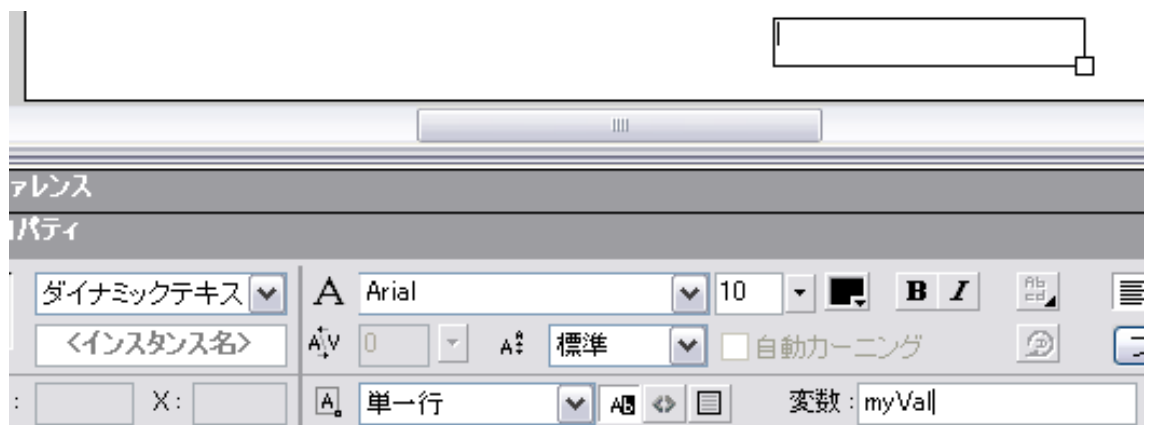 ァレンス
ロパティ
ダイナミックテキス A Arial 10 B I
<インスタンス名> 0 標準 自動カーニング
: X: A 単一行 AB <> 変数: myVal